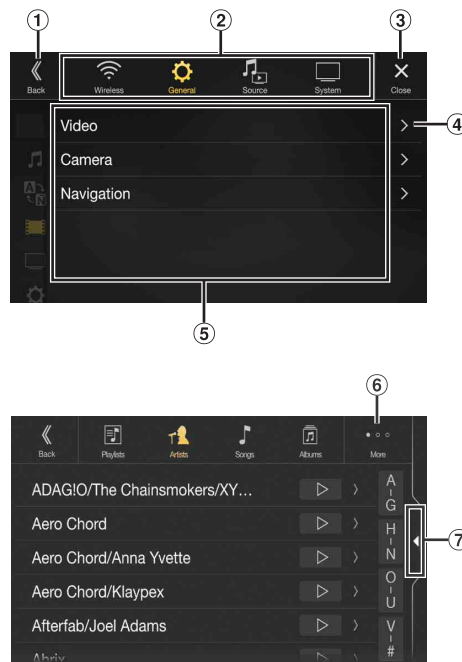 ① ② ③
Back Wireless General Source System Close
Video
④
Camera
Navigation
⑤
⑥
Back Playlists Artists Songs Albums More
ADAG!O/The Chainsmokers/XY...
A-G
Aero Chord
H-N
⑦
Aero Chord/Anna Yvette
Aero Chord/Klaypex
O-U
Afterfab/Joel Adams
V-#
Abrix